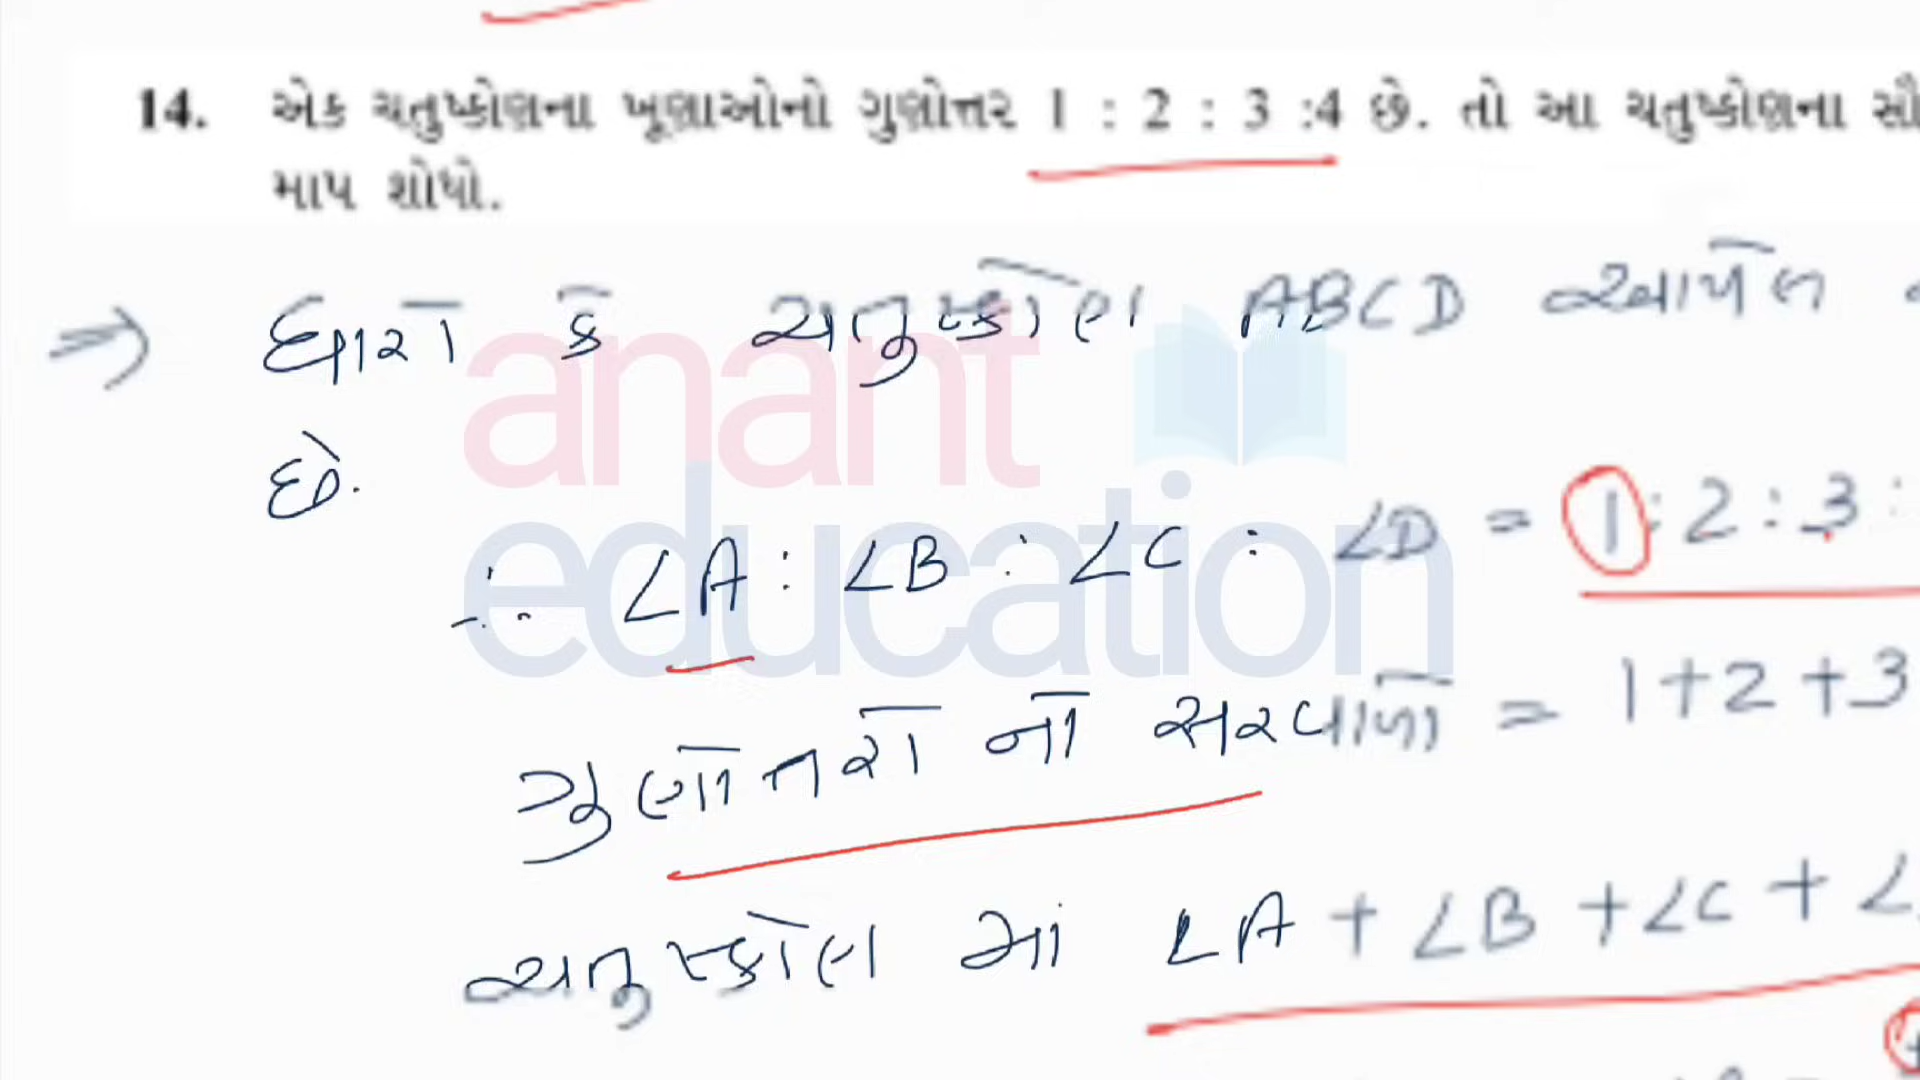 14. એક ચતુષ્કોણના ખૂણાઓનો ગુણોત્તર 1 : 2 : 3 :4 છે. તો આ ચતુષ્કોણના સૌ
માપ શોધો.
⇒ ધારો કે ચતુષ્કોણ ABCD આપેલ
છે.
anant
education
∴ ∠A : ∠B : ∠C : ∠D = 1 : 2 : 3 :
ગુણોતરો નો સરવાળો = 1+2+3
ચતુષ્કોણ માં ∠A + ∠B + ∠C + ∠